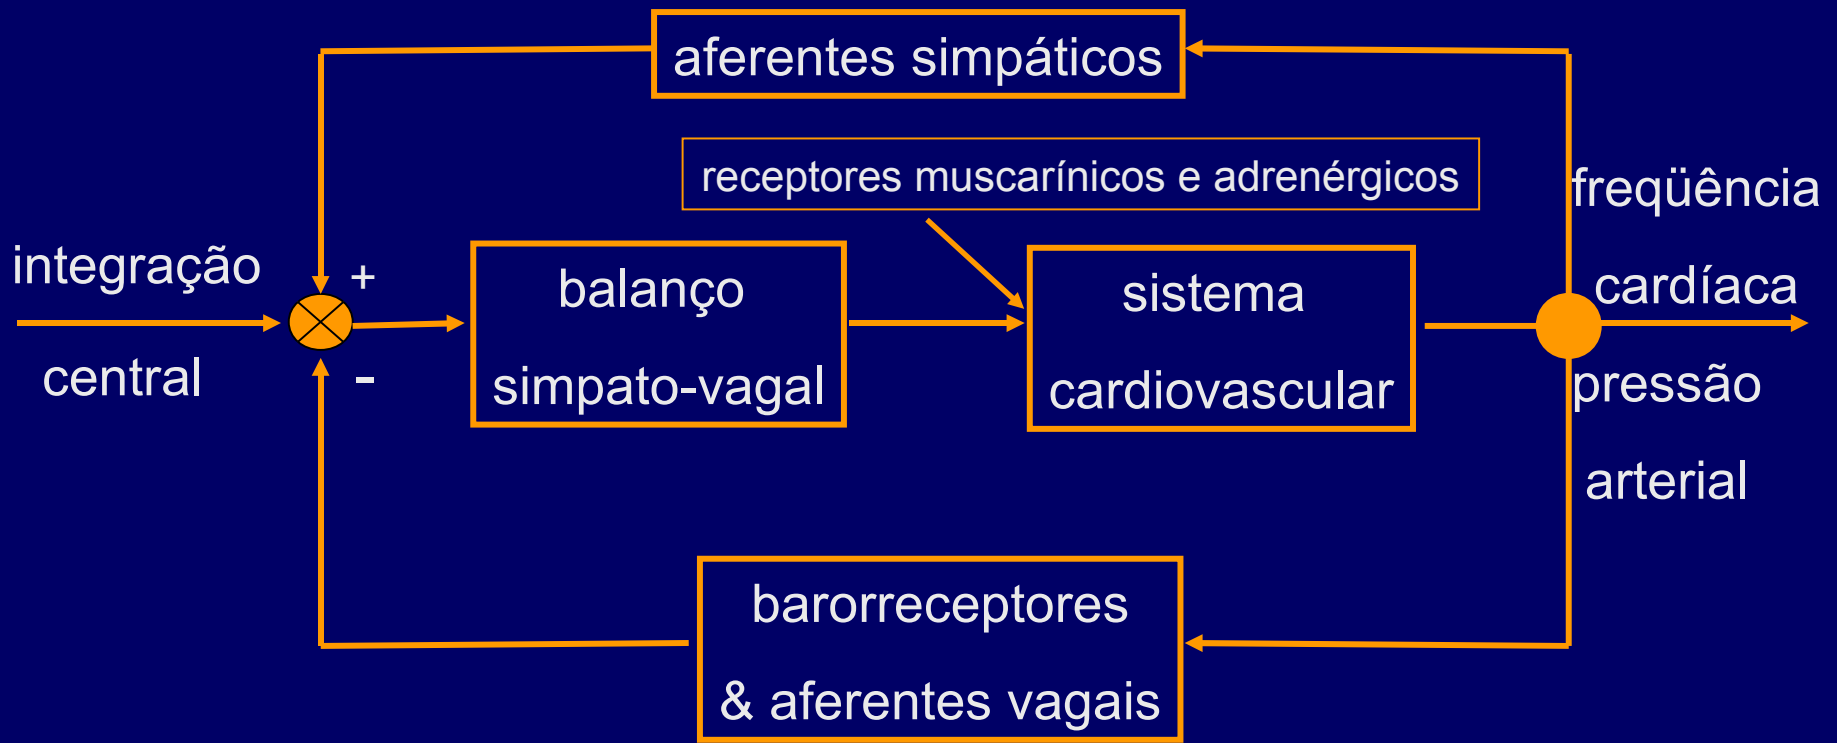 aferentes simpáticos
receptores muscarínicos e adrenérgicos
integração
central
+
-
balanço
simpato-vagal
sistema
cardiovascular
freqüência
cardíaca
pressão
arterial
barorreceptores
& aferentes vagais